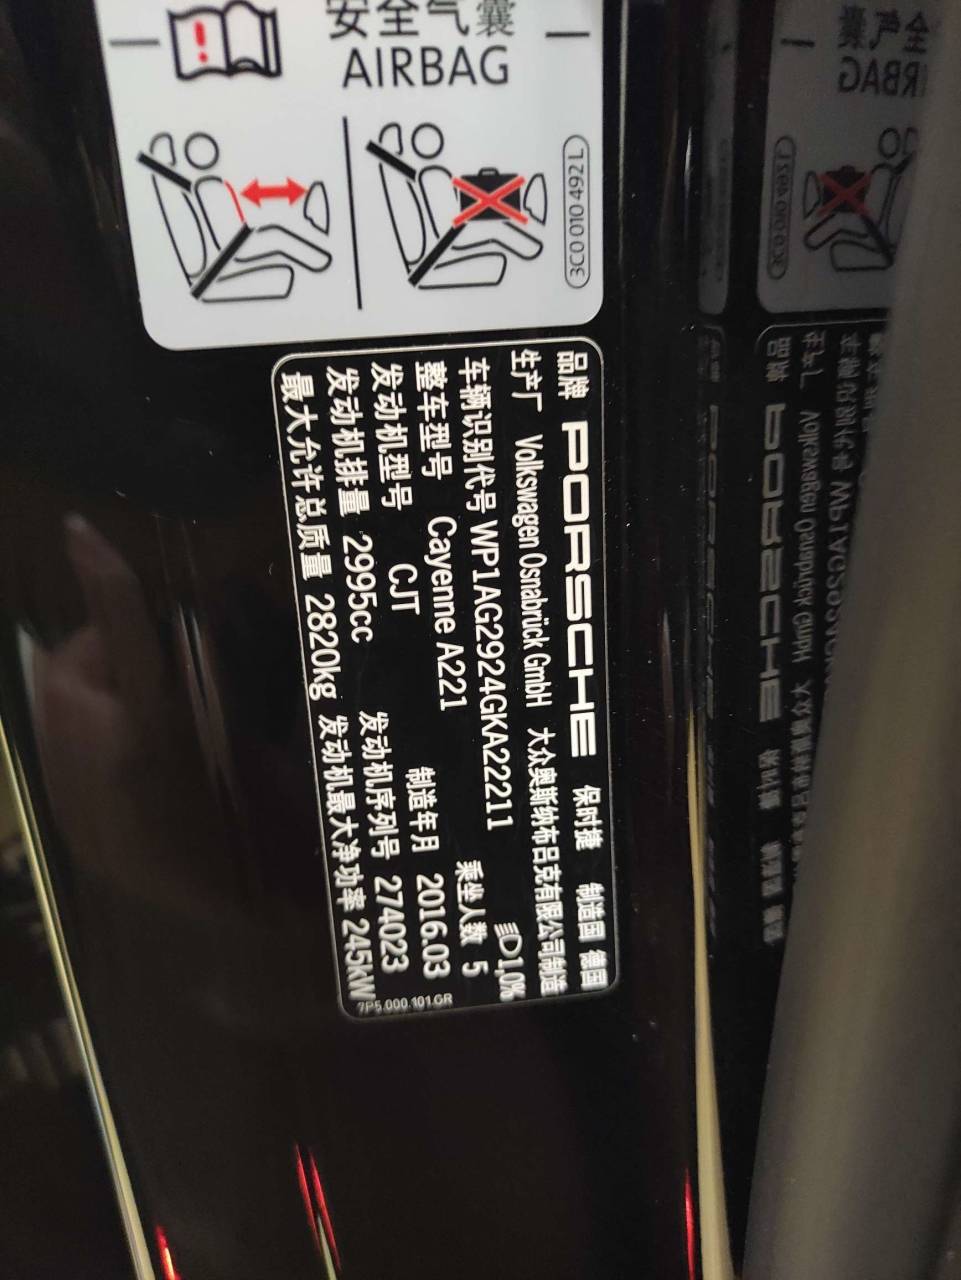 安全气囊
AIRBAG
3C0 010 492 L
品牌 PORSCHE 保时捷 制造国 德国
生产厂 Volkswagen Osnabrück GmbH 大众奥斯纳布吕克有限公司制造
车辆识别代号 WP1AG2924GKA22211 1,0%
乘坐人数 5
整车型号 Cayenne A221 制造年月 2016.03
发动机型号 CJT 发动机序列号 274023
发动机排量 2995cc 发动机最大净功率 245kW
最大允许总质量 2820kg
7P5.000.101.GR